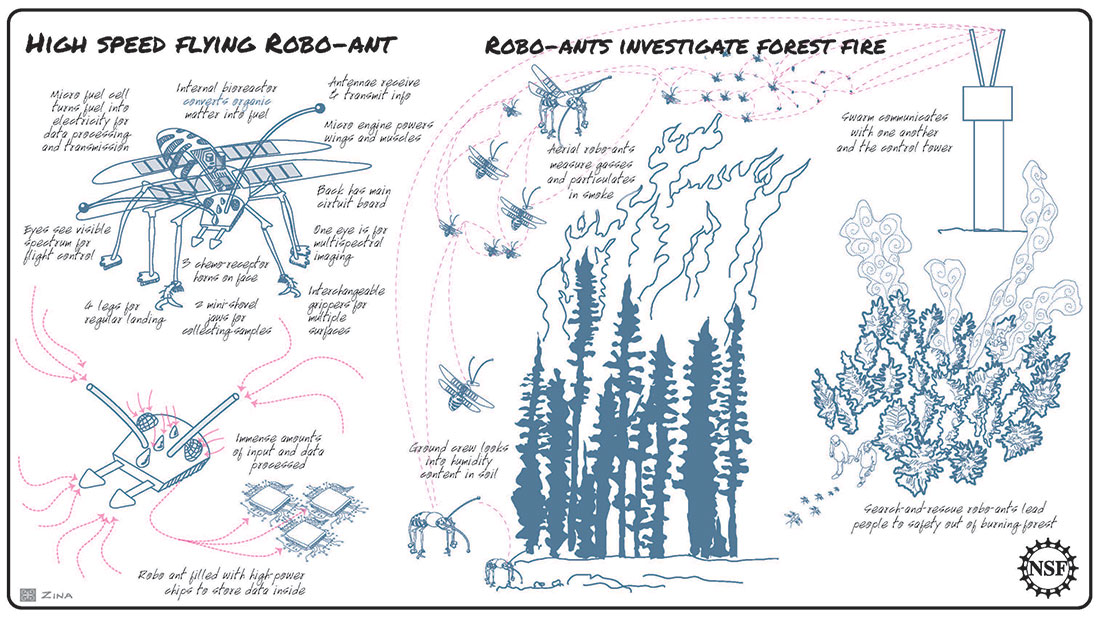 HIGH SPEED FLYING ROBO-ANT
Micro fuel cell
turns fuel into
electricity for
data processing
and transmission
Internal bioreactor
converts organic
matter into fuel
Antennae receive
& transmit info
Micro engine powers
wings and muscles
Back has main
circuit board
Eyes see visible
spectrum for
flight control
One eye is for
multispectral
imaging
3 chemo-receptor
horns on face
4 legs for
regular landing
2 mini-shovel
jaws for
collecting samples
Interchangeable
grippers for
multiple
surfaces
Immense amounts
of input and data
processed
Robo ant filled with high-power
chips to store data inside
ZINA
ROBO-ANTS INVESTIGATE FOREST FIRE
Aerial robo-ants
measure gasses
and particulates
in smoke
Swarm communicates
with one another
and the control tower
Ground crew looks
into humidity
content in soil
Search-and-rescue robo-ants lead
people to safety out of burning forest
NSF